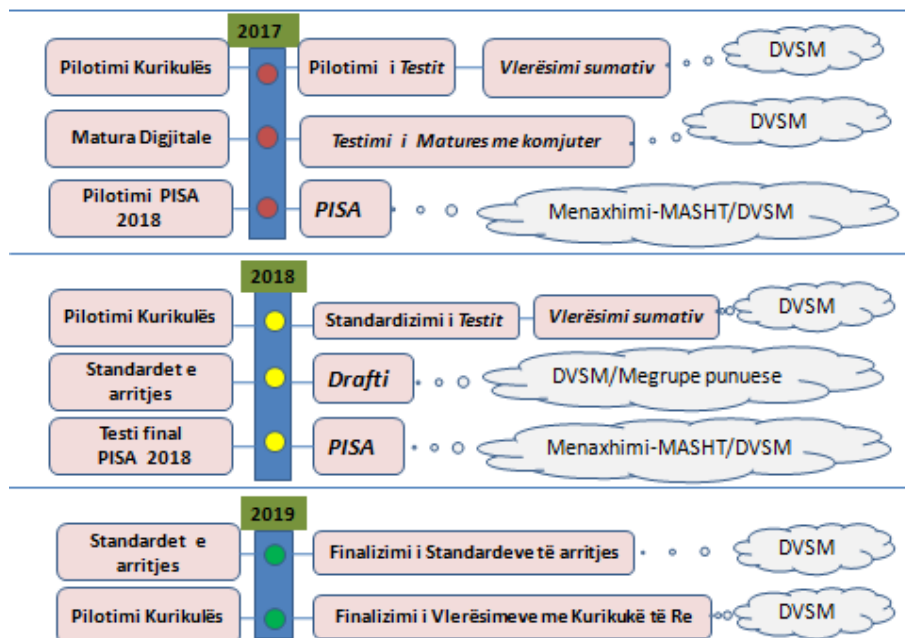 2017
Pilotimi Kurikulës
Pilotimi i Testit
Vlerësimi sumativ
DVSM
Matura Digjitale
Testimi i Matures me komjuter
DVSM
Pilotimi PISA
2018
PISA
Menaxhimi-MASHT/DVSM
2018
Pilotimi Kurikulës
Standardizimi i Testit
Vlerësimi sumativ
DVSM
Standardet e
arritjes
Drafti
DVSM/Megrupe punuese
Testi final
PISA 2018
PISA
Menaxhimi-MASHT/DVSM
2019
Standardet e
arritjes
Finalizimi i Standardeve të arritjes
DVSM
Pilotimi Kurikulës
Finalizimi i Vlerësimeve me Kurikukë të Re
DVSM